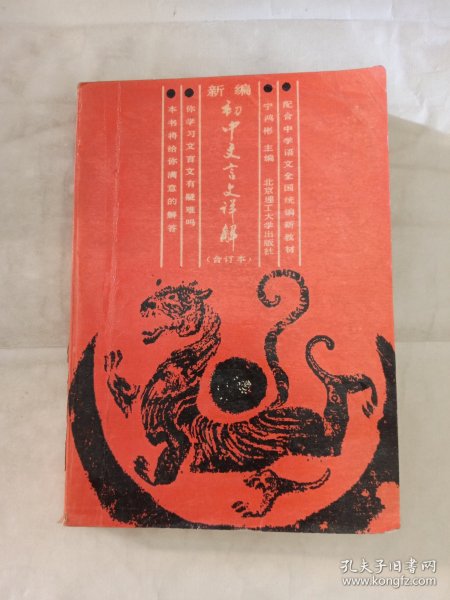 新编
配合中学语文全国统编新教材
宁鸿彬 主编 北京理工大学出版社
初中文言文详解
（合订本）
你学习文言文有疑难吗
本书将给你满意的解答
孔夫子旧书网
www.kongfz.com